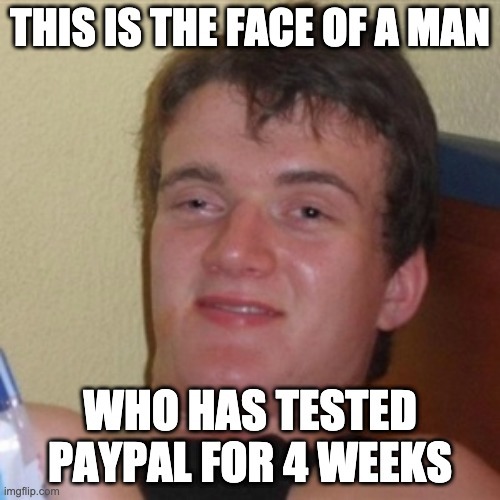 THIS IS THE FACE OF A MAN
WHO HAS TESTED
PAYPAL FOR 4 WEEKS
imgflip.com